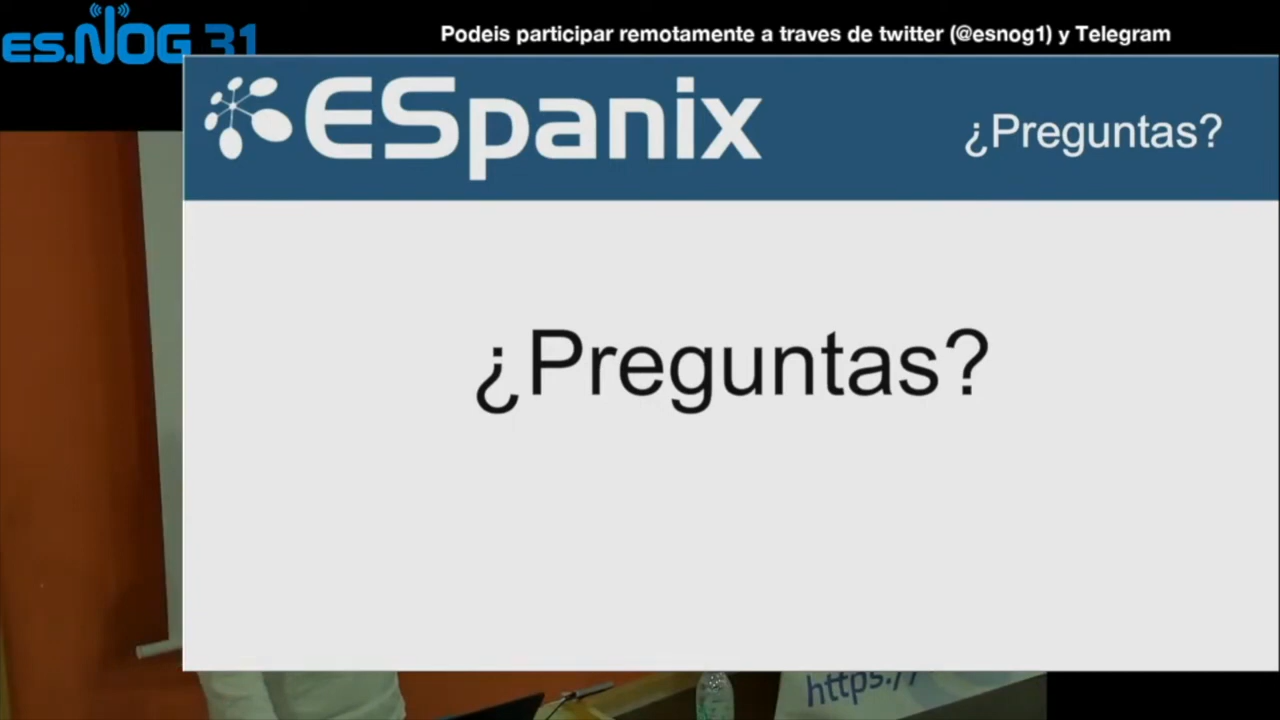 Podeis participar remotamente a traves de twitter (@esnog1) y Telegram
es.NOG 31
ESpanix
¿Preguntas?
¿Preguntas?
https://